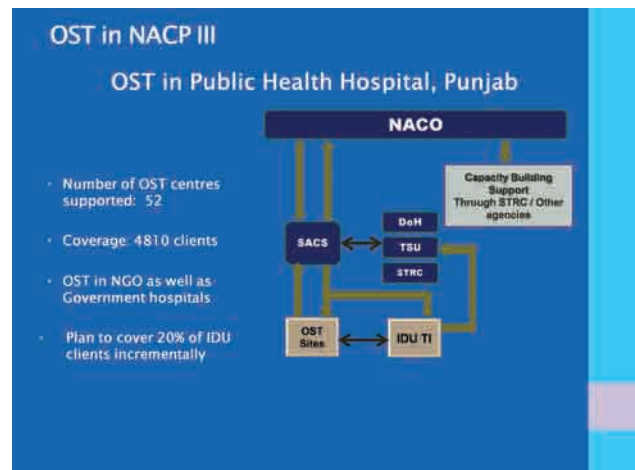 OST in NACP III
OST in Public Health Hospital, Punjab
NACO
Capacity Building
Support
Through STRC / Other
agencies
• Number of OST centres
supported: 52
• Coverage: 4810 clients
• OST in NGO as well as
Government hospitals
• Plan to cover 20% of IDU
clients incrementally
SACS
DoH
TSU
STRC
OST
Sites
IDU TI